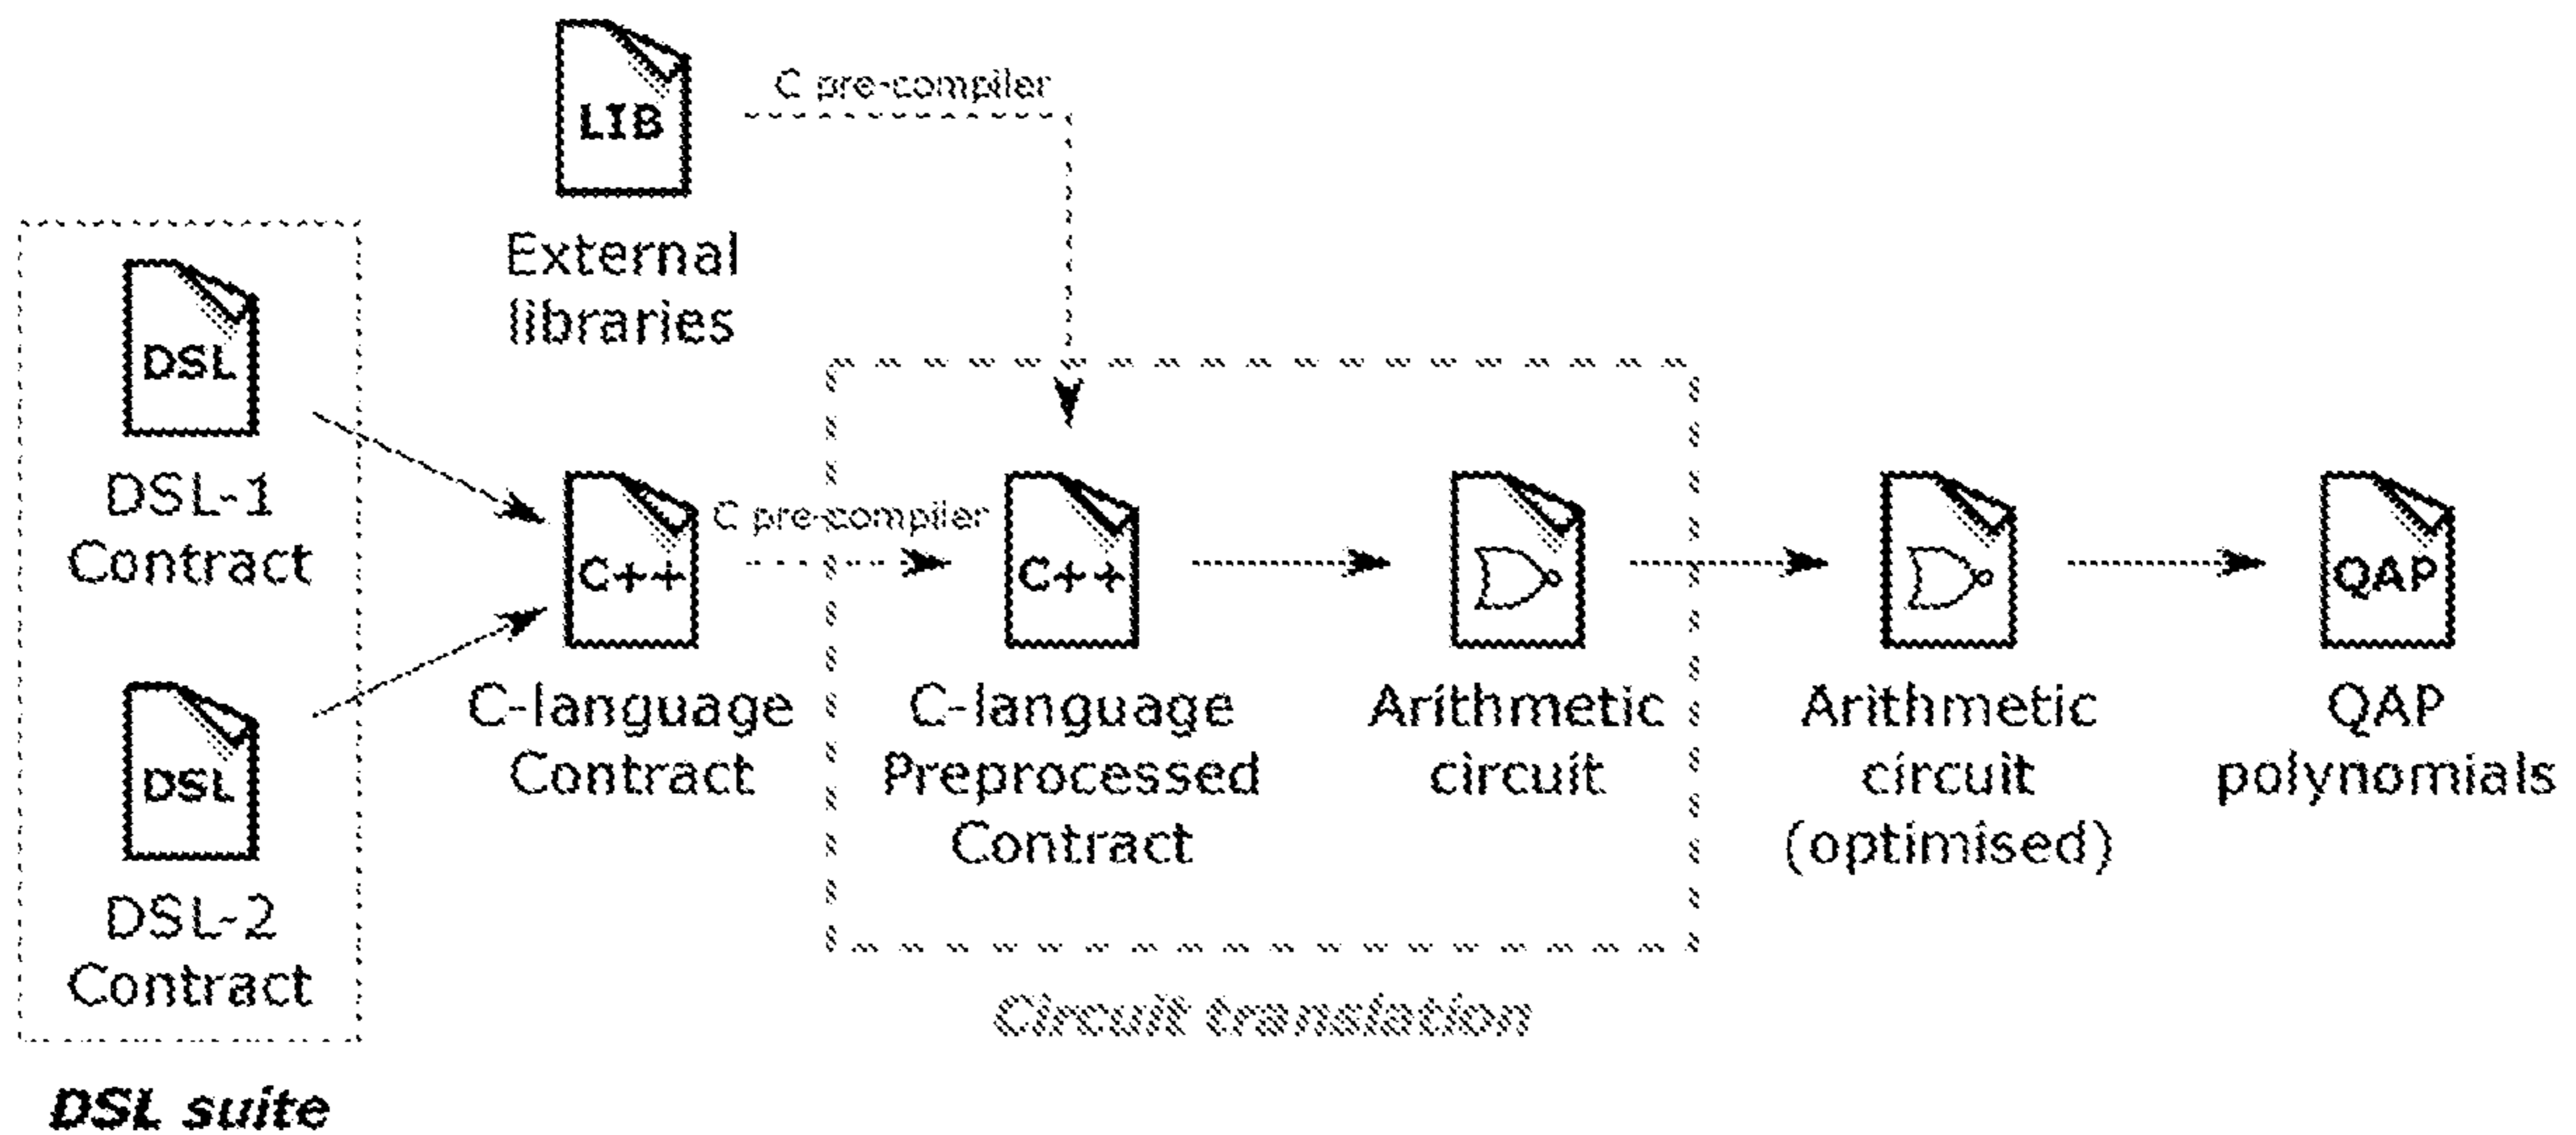 LIB
C pre-compiler
External
libraries
DSL
DSL-1
Contract
DSL
DSL-2
Contract
DSL suite
C++
C-language
Contract
C pre-compiler
C++
C-language
Preprocessed
Contract
Arithmetic
circuit
Circuit translation
Arithmetic
circuit
(optimised)
QAP
QAP
polynomials